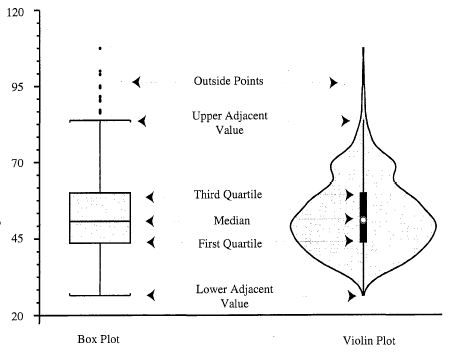 120
95
70
45
20
Outside Points
Upper Adjacent
Value
Third Quartile
Median
First Quartile
Lower Adjacent
Value
Box Plot
Violin Plot